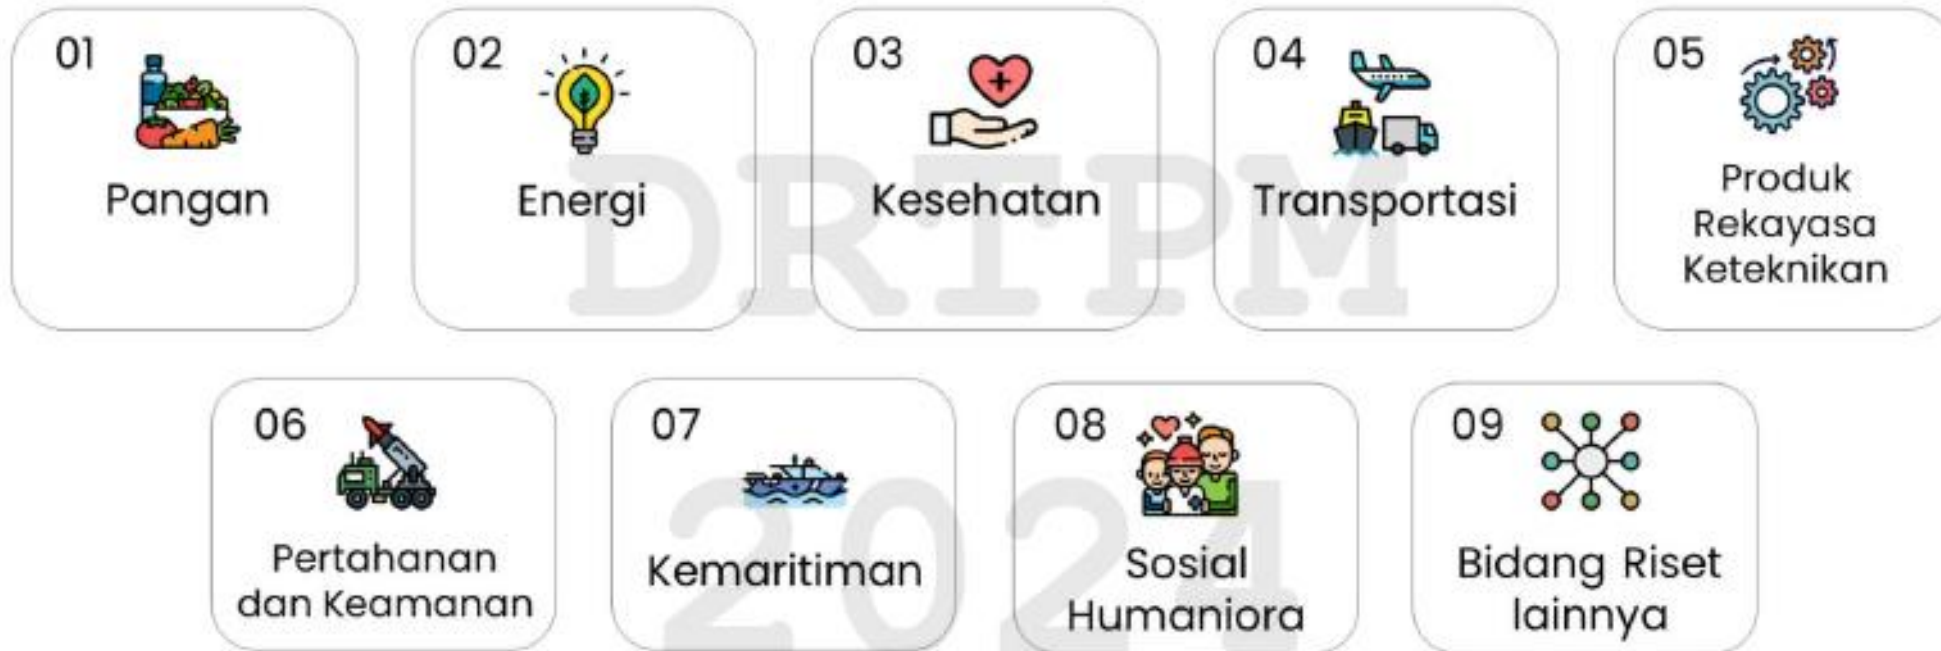 01
Pangan
02
Energi
03
Kesehatan
04
Transportasi
05
Produk
Rekayasa
Keteknikan
06
Pertahanan
dan Keamanan
07
Kemaritiman
08
Sosial
Humaniora
09
Bidang Riset
lainnya
DRTPM
2024